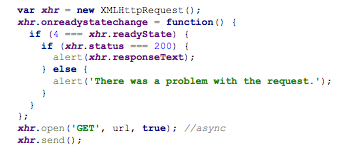 var xhr = new XMLHttpRequest();
xhr.onreadystatechange = function() {
  if (4 === xhr.readyState) {
    if (xhr.status === 200) {
      alert(xhr.responseText);
    } else {
      alert('There was a problem with the request.');
    }
  }
};
xhr.open('GET', url, true); //async
xhr.send();